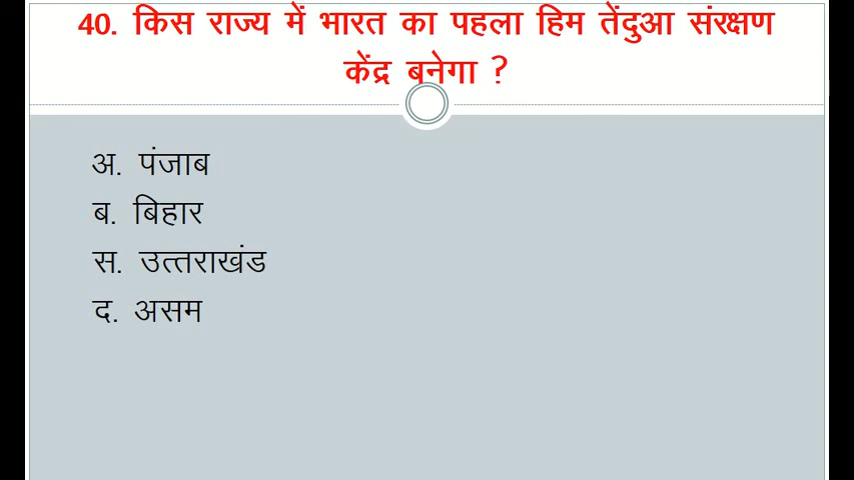 40. किस राज्य में भारत का पहला हिम तेंदुआ संरक्षण
केंद्र बनेगा ?
अ. पंजाब
ब. बिहार
स. उत्तराखंड
द. असम